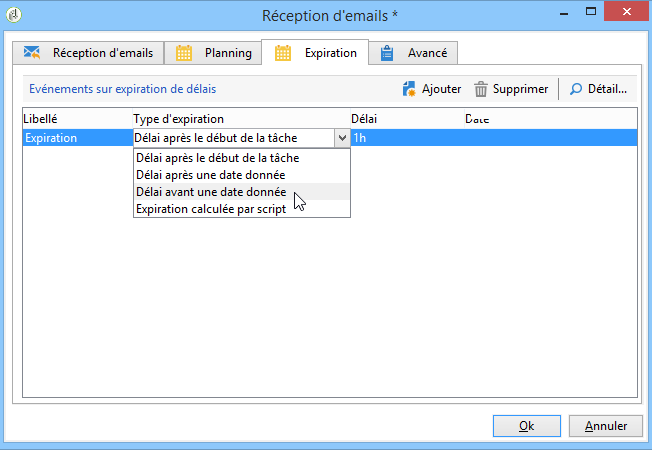 Réception d'emails *
Réception d'emails Planning Expiration Avancé
Evénements sur expiration de délais Ajouter Supprimer Détail...
Libellé Type d'expiration Délai Date
Expiration Délai après le début de la tâche 1h
Délai après le début de la tâche
Délai après une date donnée
Délai avant une date donnée
Expiration calculée par script
Ok Annuler